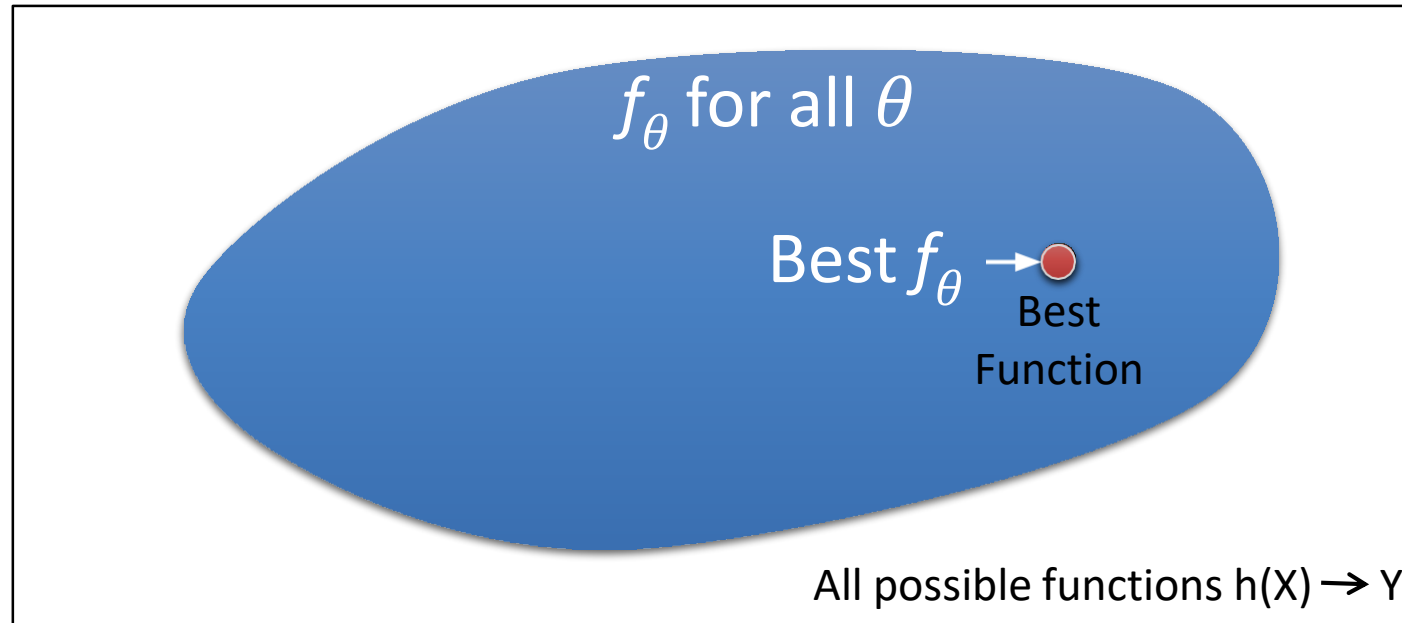 f_θ for all θ
Best f_θ
Best
Function
All possible functions h(X) → Y